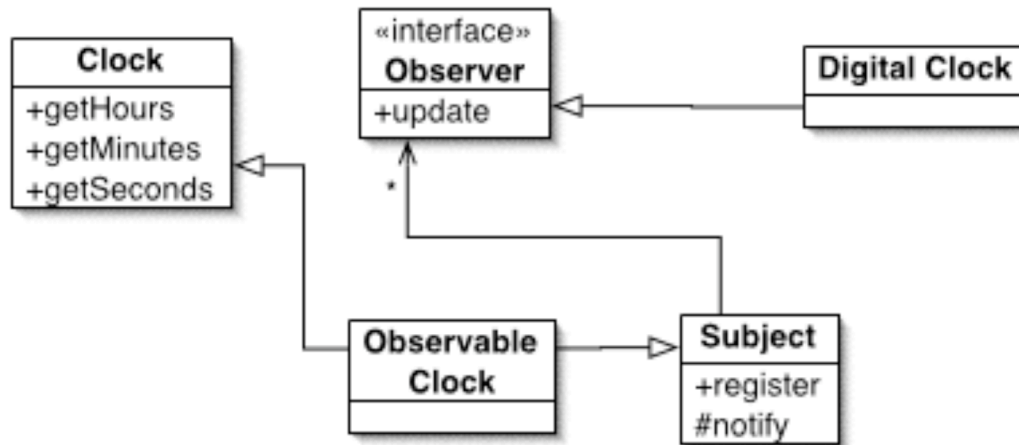 Clock
+getHours
+getMinutes
+getSeconds
«interface»
Observer
+update
Digital Clock
*
Observable
Clock
Subject
+register
#notify